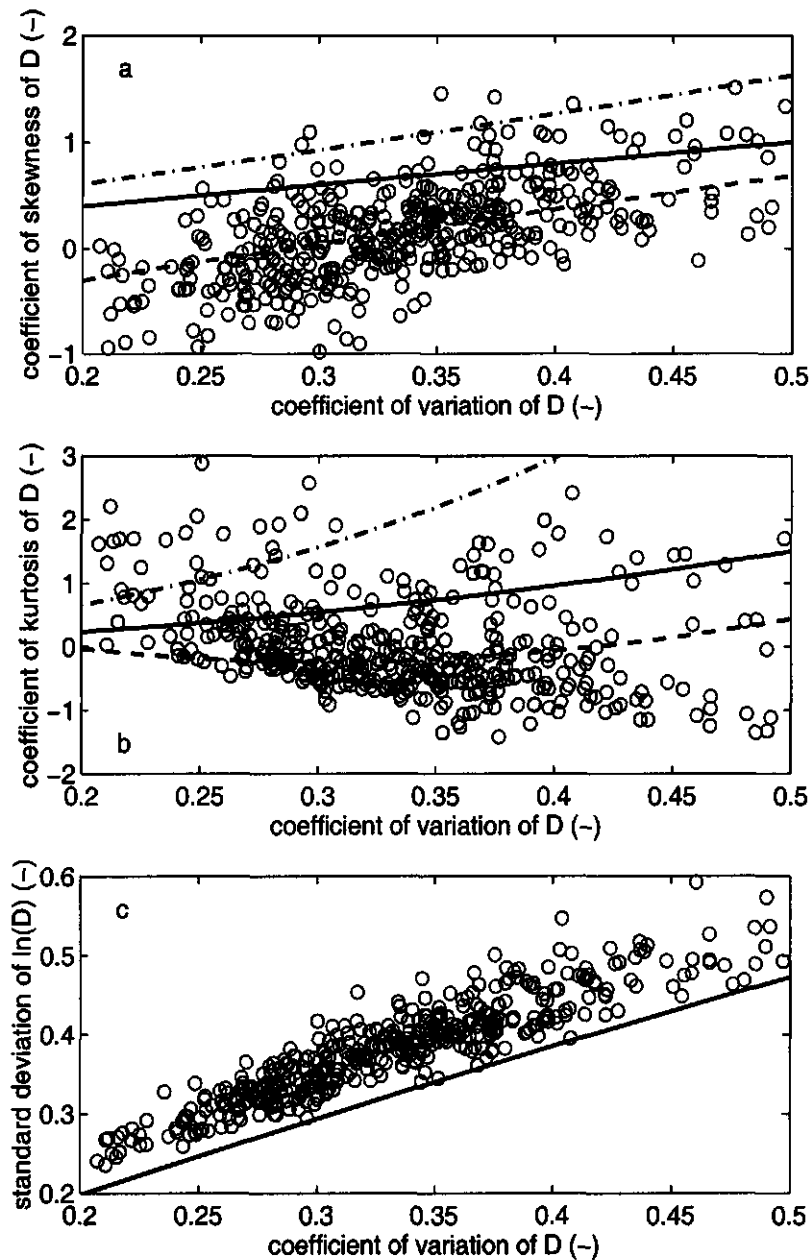 2
a
1
0
−1
0.2 0.25 0.3 0.35 0.4 0.45 0.5
coefficient of skewness of D (−)
coefficient of variation of D (−)
3
2
1
0
−1
b
−2
0.2 0.25 0.3 0.35 0.4 0.45 0.5
coefficient of kurtosis of D (−)
coefficient of variation of D (−)
0.6
c
0.5
0.4
0.3
0.2
0.2 0.25 0.3 0.35 0.4 0.45 0.5
standard deviation of ln(D) (−)
coefficient of variation of D (−)